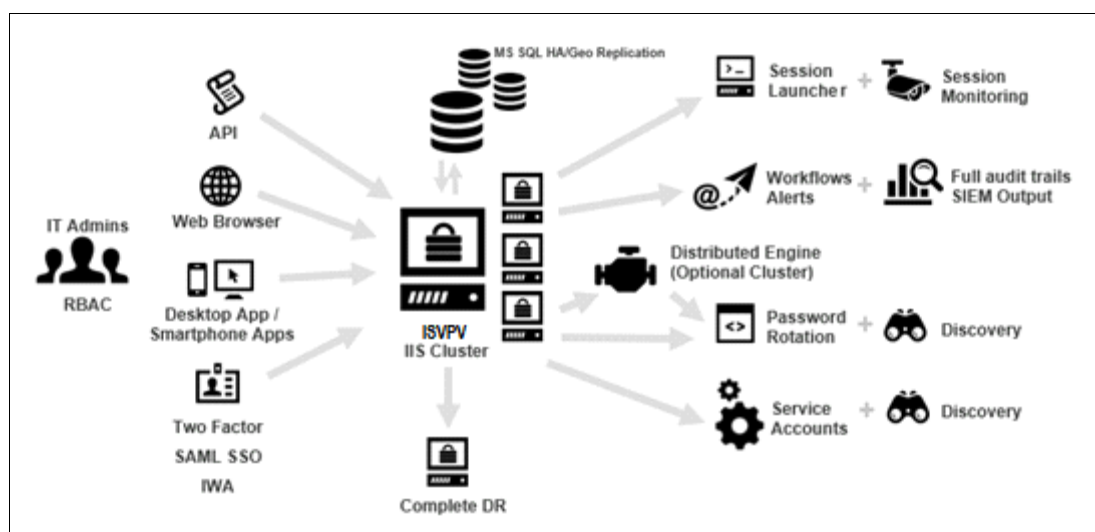 MS SQL HA/Geo Replication
API
Web Browser
IT Admins
RBAC
Desktop App /
Smartphone Apps
Two Factor
SAML SSO
IWA
ISVPV
IIS Cluster
Complete DR
Session
Launcher
+
Session
Monitoring
@
Workflows
Alerts
+
Full audit trails
SIEM Output
Distributed Engine
(Optional Cluster)
<>
Password
Rotation
+
Discovery
Service
Accounts
+
Discovery